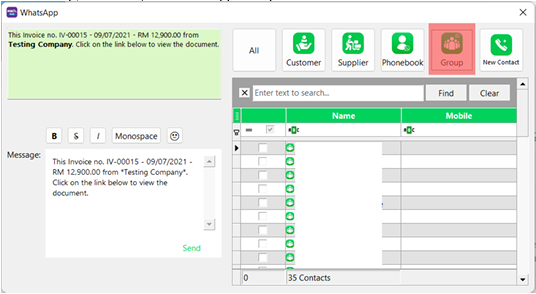 WhatsApp
This Invoice no. IV-00015 - 09/07/2021 - RM 12,900.00 from
Testing Company. Click on the link below to view the document.
All
Customer
Supplier
Phonebook
Group
New Contact
Enter text to search...
Find
Clear
Name
Mobile
B
S
I
Monospace
Message:
This Invoice no. IV-00015 - 09/07/2021 -
RM 12,900.00 from *Testing Company*.
Click on the link below to view the
document.
Send
0
35 Contacts